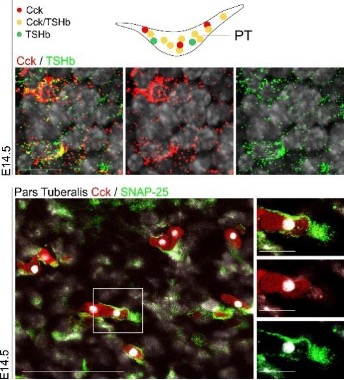 Cck
Cck/TSHb
TSHb
PT
Cck / TSHb
E14.5
Pars Tuberalis Cck / SNAP-25
E14.5